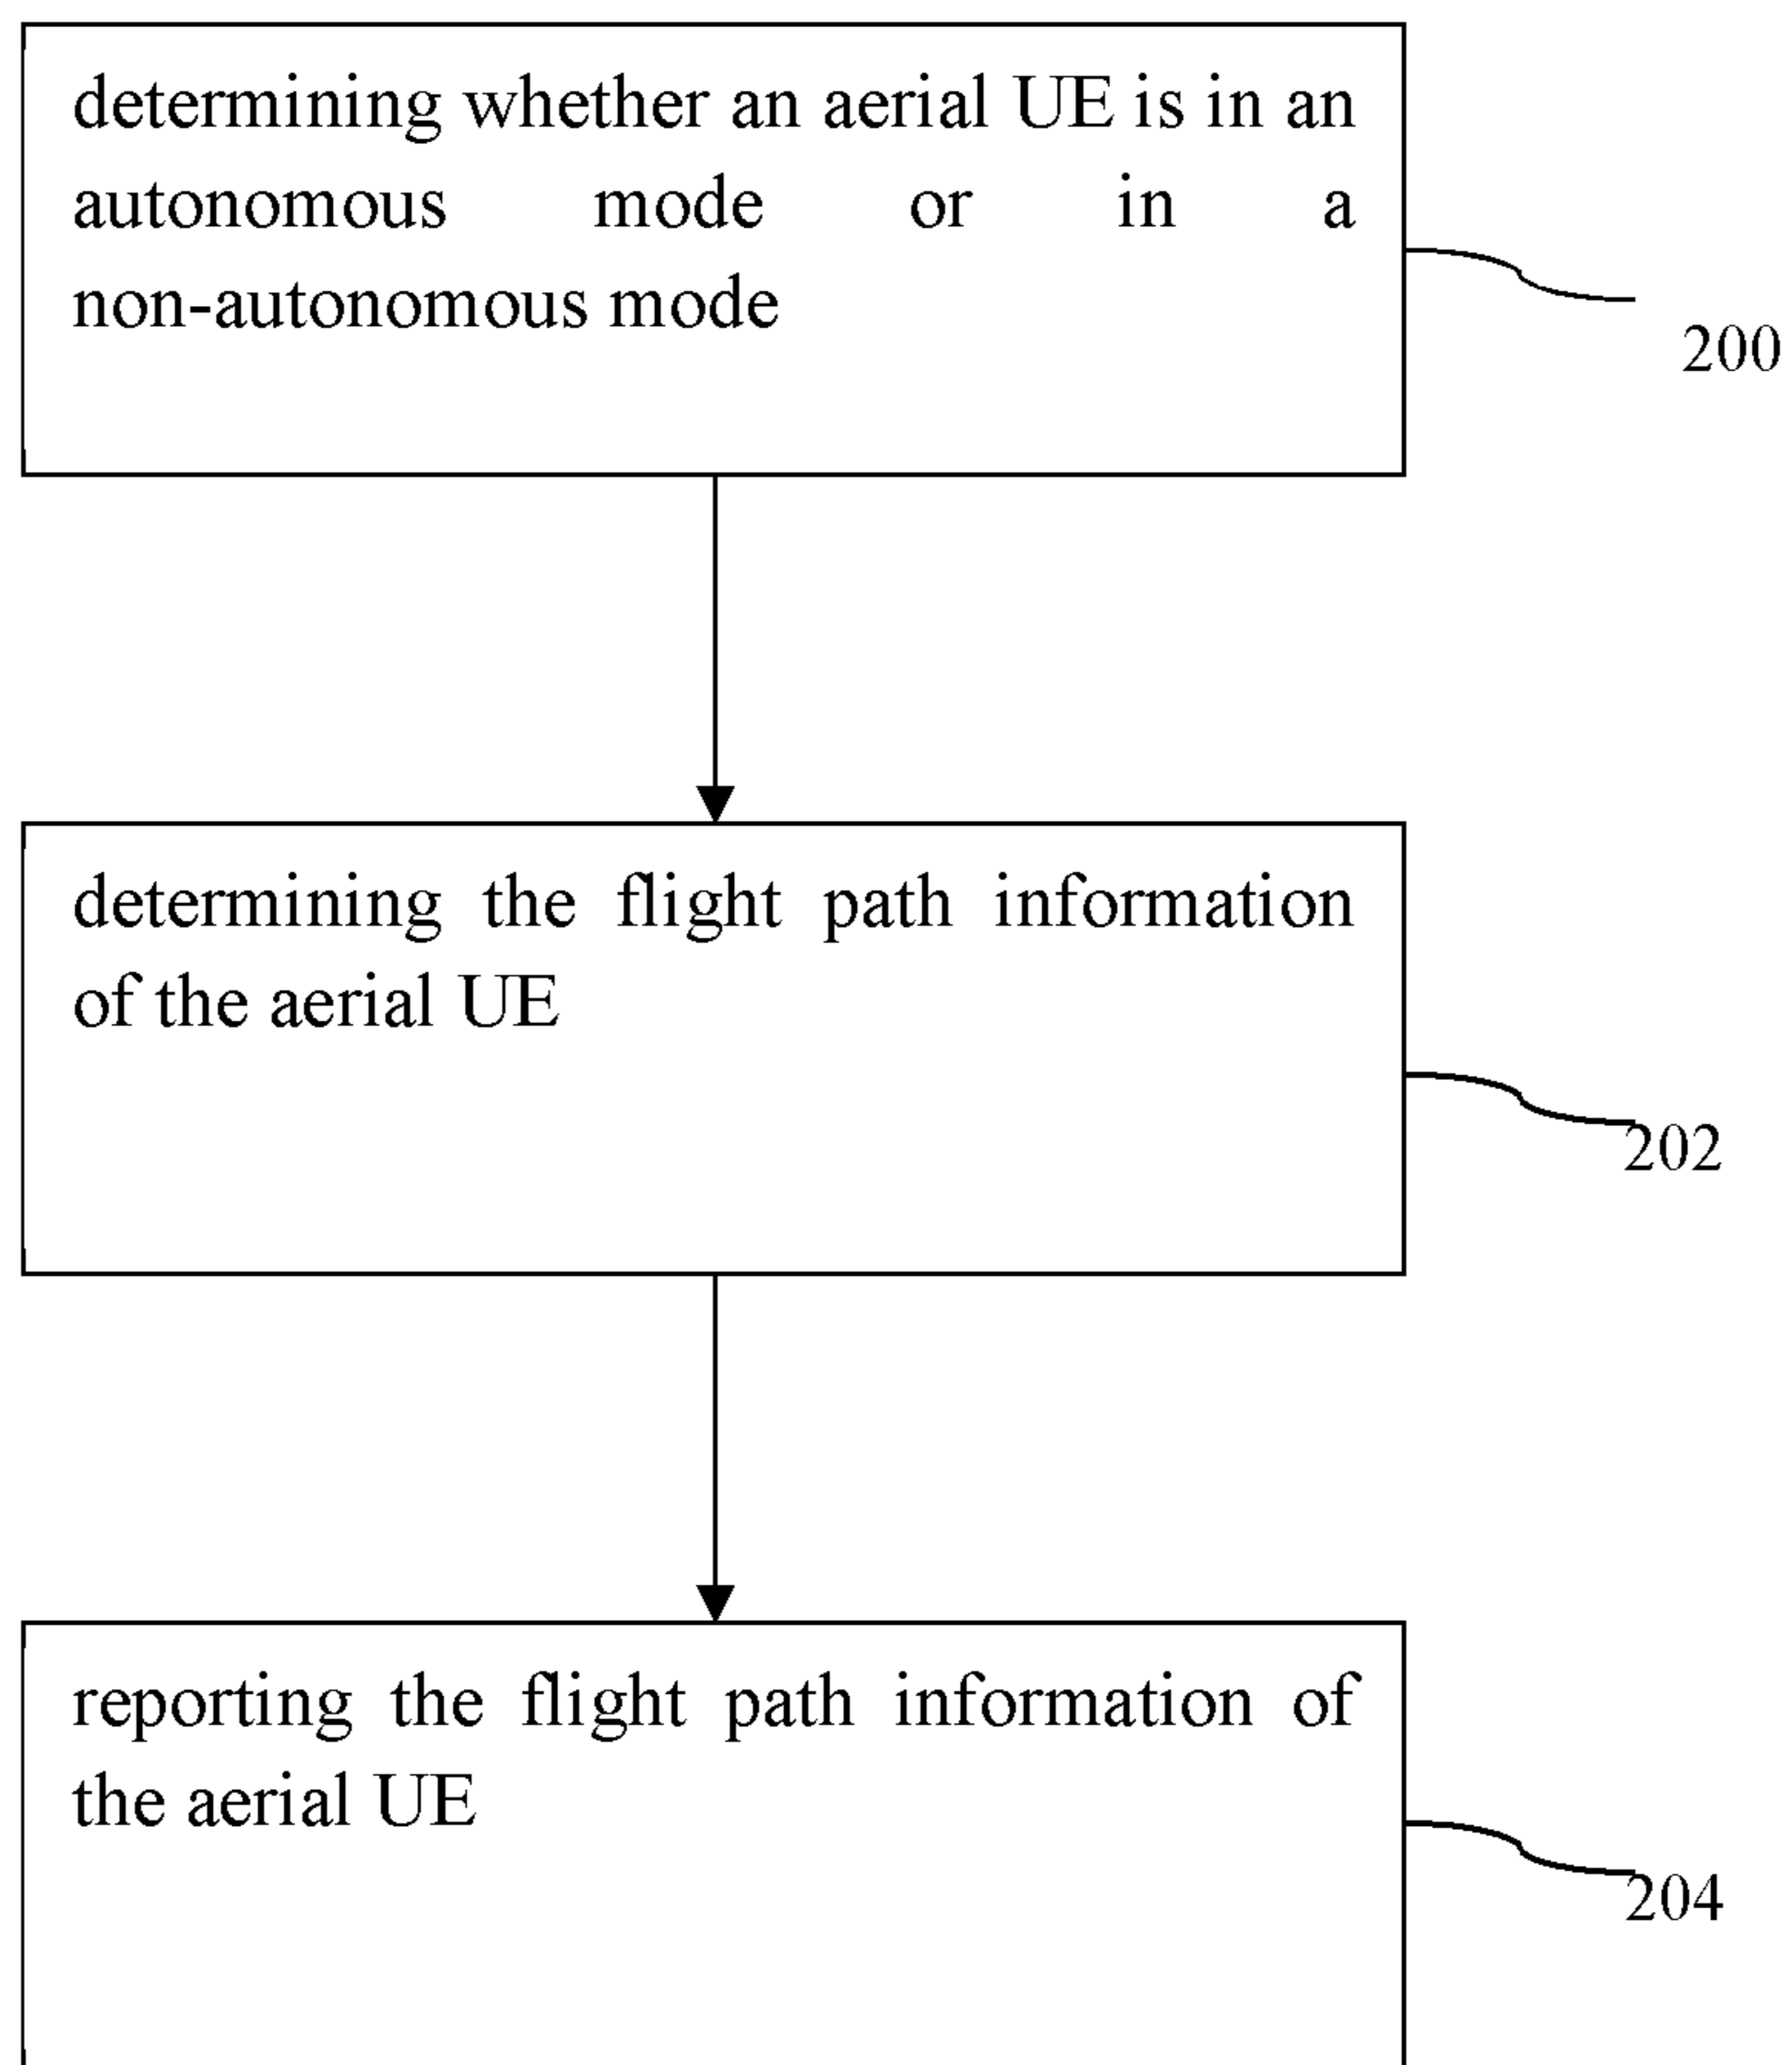 determining whether an aerial UE is in an
autonomous mode or in a
non-autonomous mode
200
determining the flight path information
of the aerial UE
202
reporting the flight path information of
the aerial UE
204